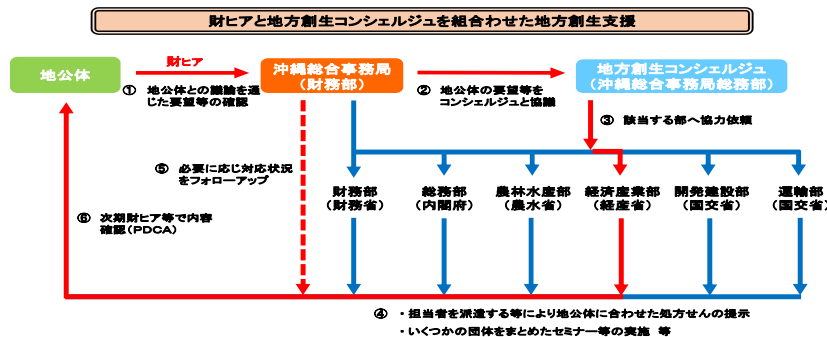 財ヒアと地方創生コンシェルジュを組合わせた地方創生支援
地公体
財ヒア
沖縄総合事務局
（財務部）
地方創生コンシェルジュ
（沖縄総合事務局総務部）
① 地公体との議論を通
じた要望等の確認
② 地公体の要望等を
コンシェルジュと協議
③ 該当する部へ協力依頼
⑤ 必要に応じ対応状況
をフォローアップ
財務部
（財務省）
総務部
（内閣府）
農林水産部
（農水省）
経済産業部
（経産省）
開発建設部
（国交省）
運輸部
（国交省）
⑥ 次期財ヒア等で内容
確認（PDCA）
④ ・担当者を派遣する等により地公体に合わせた処方せんの提示
・いくつかの団体をまとめたセミナー等の実施 等